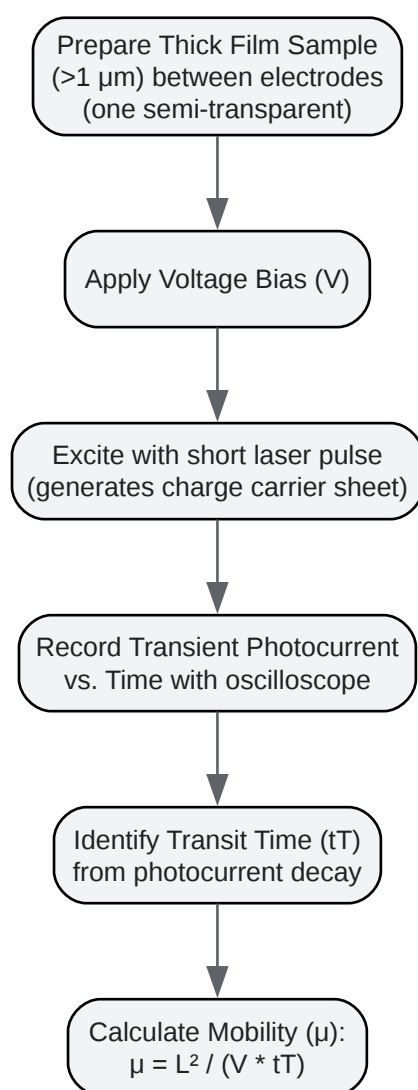 Prepare Thick Film Sample
(>1 μm) between electrodes
(one semi-transparent)
Apply Voltage Bias (V)
Excite with short laser pulse
(generates charge carrier sheet)
Record Transient Photocurrent
vs. Time with oscilloscope
Identify Transit Time (tT)
from photocurrent decay
Calculate Mobility (μ):
μ = L² / (V * tT)